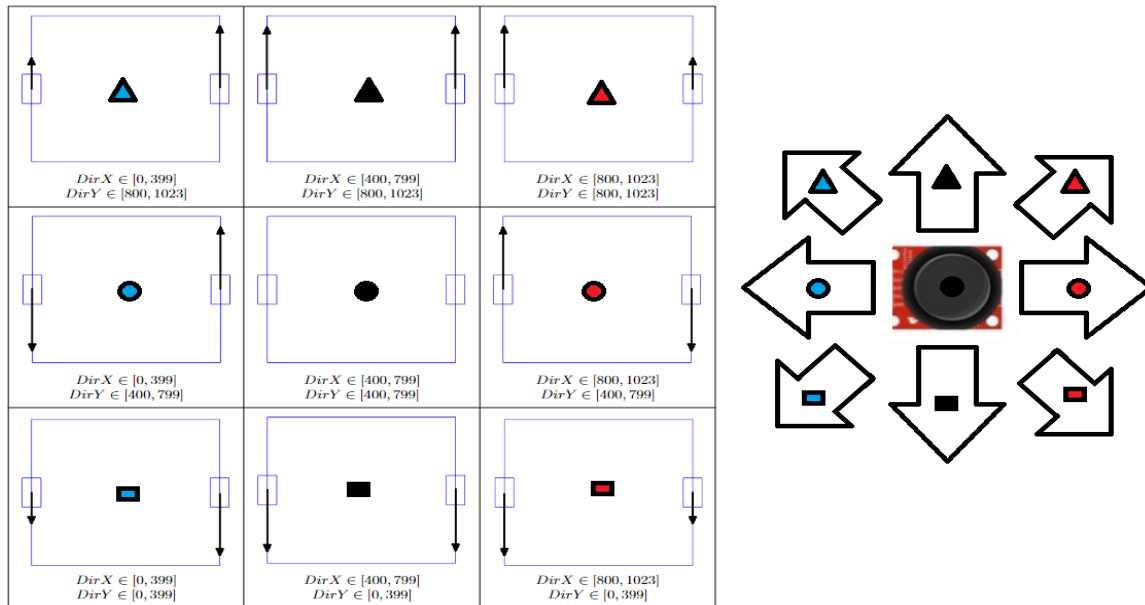 DirX ∈ [0, 399]
DirY ∈ [800, 1023]
DirX ∈ [400, 799]
DirY ∈ [800, 1023]
DirX ∈ [800, 1023]
DirY ∈ [800, 1023]
DirX ∈ [0, 399]
DirY ∈ [400, 799]
DirX ∈ [400, 799]
DirY ∈ [400, 799]
DirX ∈ [800, 1023]
DirY ∈ [400, 799]
DirX ∈ [0, 399]
DirY ∈ [0, 399]
DirX ∈ [400, 799]
DirY ∈ [0, 399]
DirX ∈ [800, 1023]
DirY ∈ [0, 399]